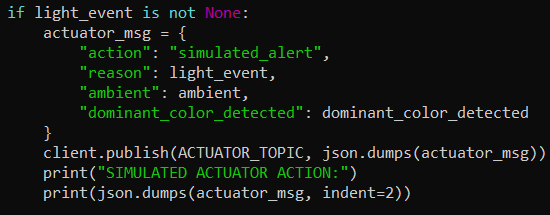 if light_event is not None:
    actuator_msg = {
        "action": "simulated_alert",
        "reason": light_event,
        "ambient": ambient,
        "dominant_color_detected": dominant_color_detected
    }
    client.publish(ACTUATOR_TOPIC, json.dumps(actuator_msg))
    print("SIMULATED ACTUATOR ACTION:")
    print(json.dumps(actuator_msg, indent=2))